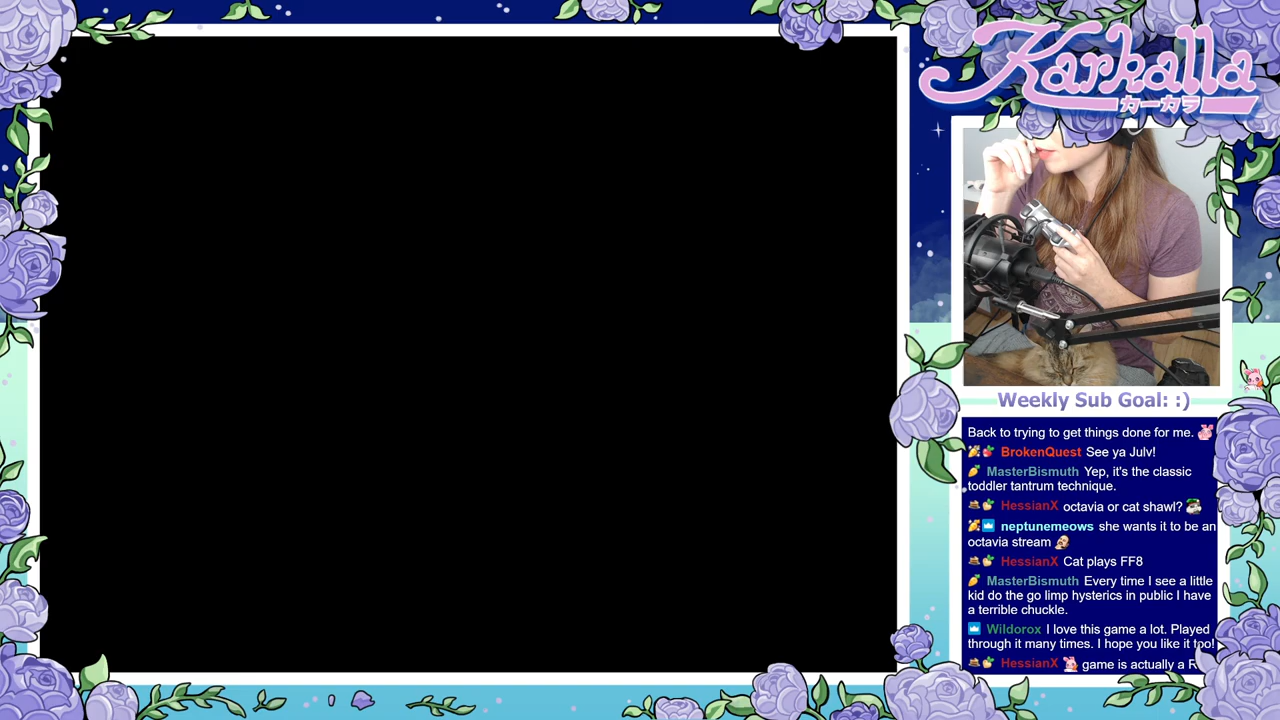 Karkalla
カーカラ
Weekly Sub Goal: :)
Back to trying to get things done for me.
BrokenQuest See ya Julv!
MasterBismuth Yep, it's the classic
toddler tantrum technique.
HessianX octavia or cat shawl?
neptunemeows she wants it to be an
octavia stream
HessianX Cat plays FF8
MasterBismuth Every time I see a little
kid do the go limp hysterics in public I have
a terrible chuckle.
Wildorox I love this game a lot. Played
through it many times. I hope you like it too!
HessianX game is actually a